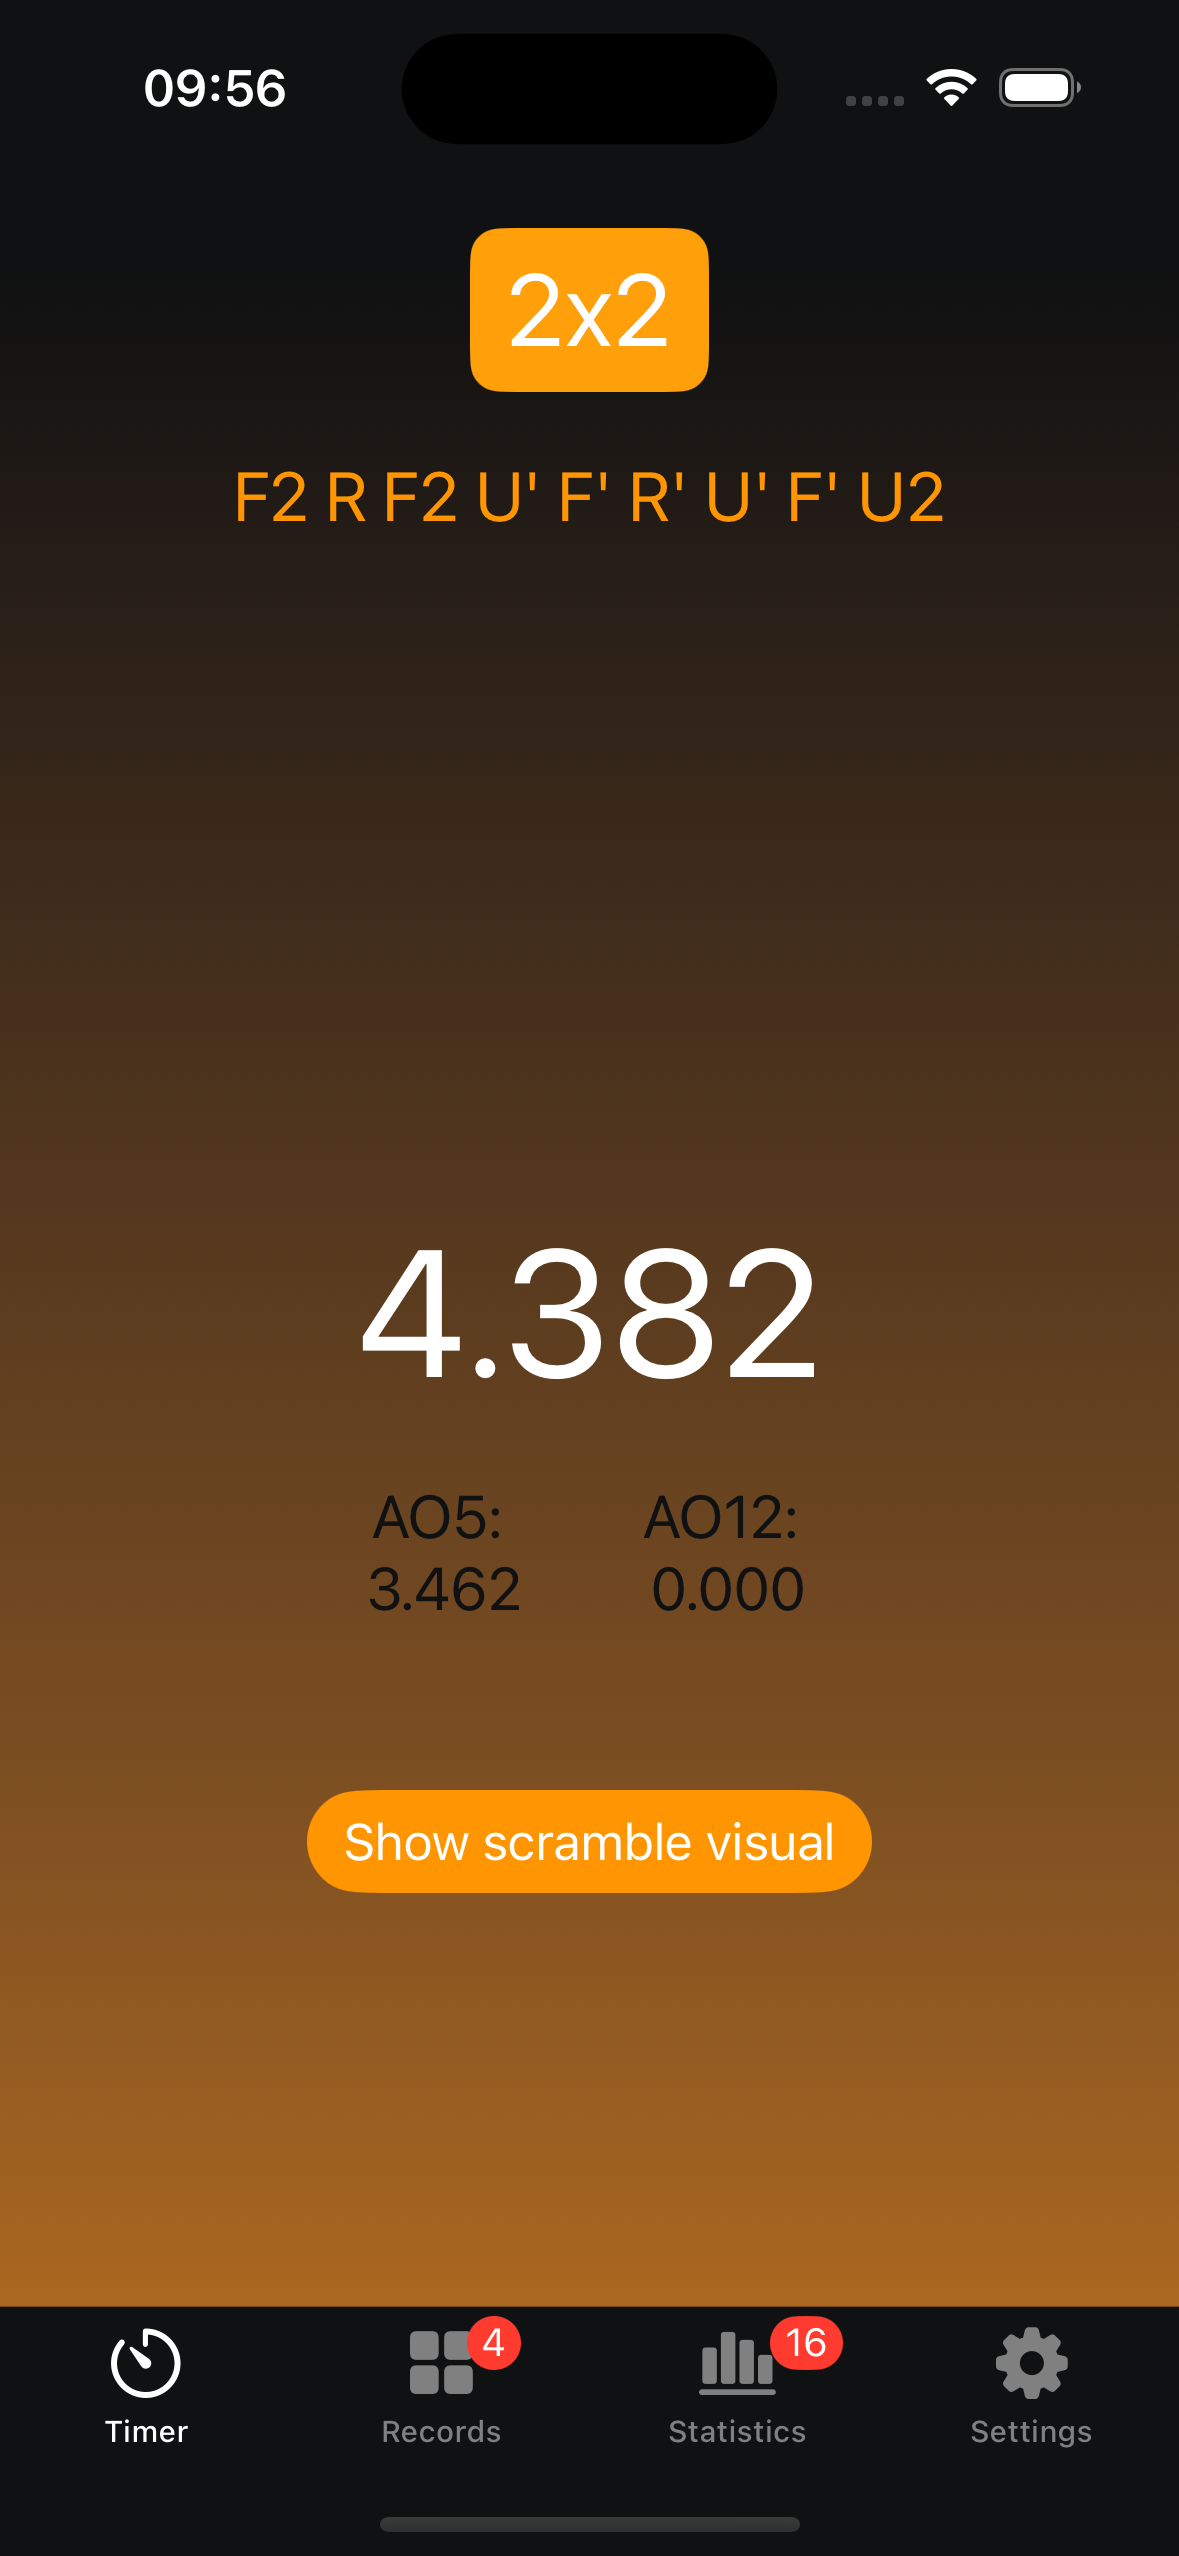 09:56
2x2
F2 R F2 U' F' R' U' F' U2
4.382
AO5: AO12:
3.462 0.000
Show scramble visual
4 16
Timer Records Statistics Settings